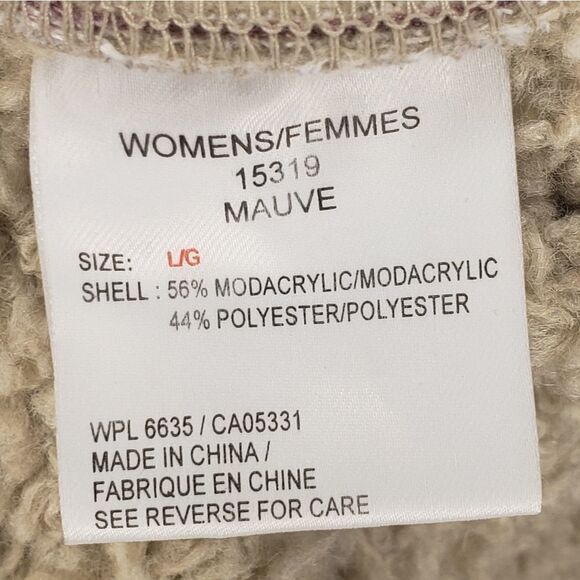 WOMENS/FEMMES
15319
MAUVE
SIZE: L/G
SHELL : 56% MODACRYLIC/MODACRYLIC
44% POLYESTER/POLYESTER
WPL 6635 / CA05331
MADE IN CHINA /
FABRIQUE EN CHINE
SEE REVERSE FOR CARE